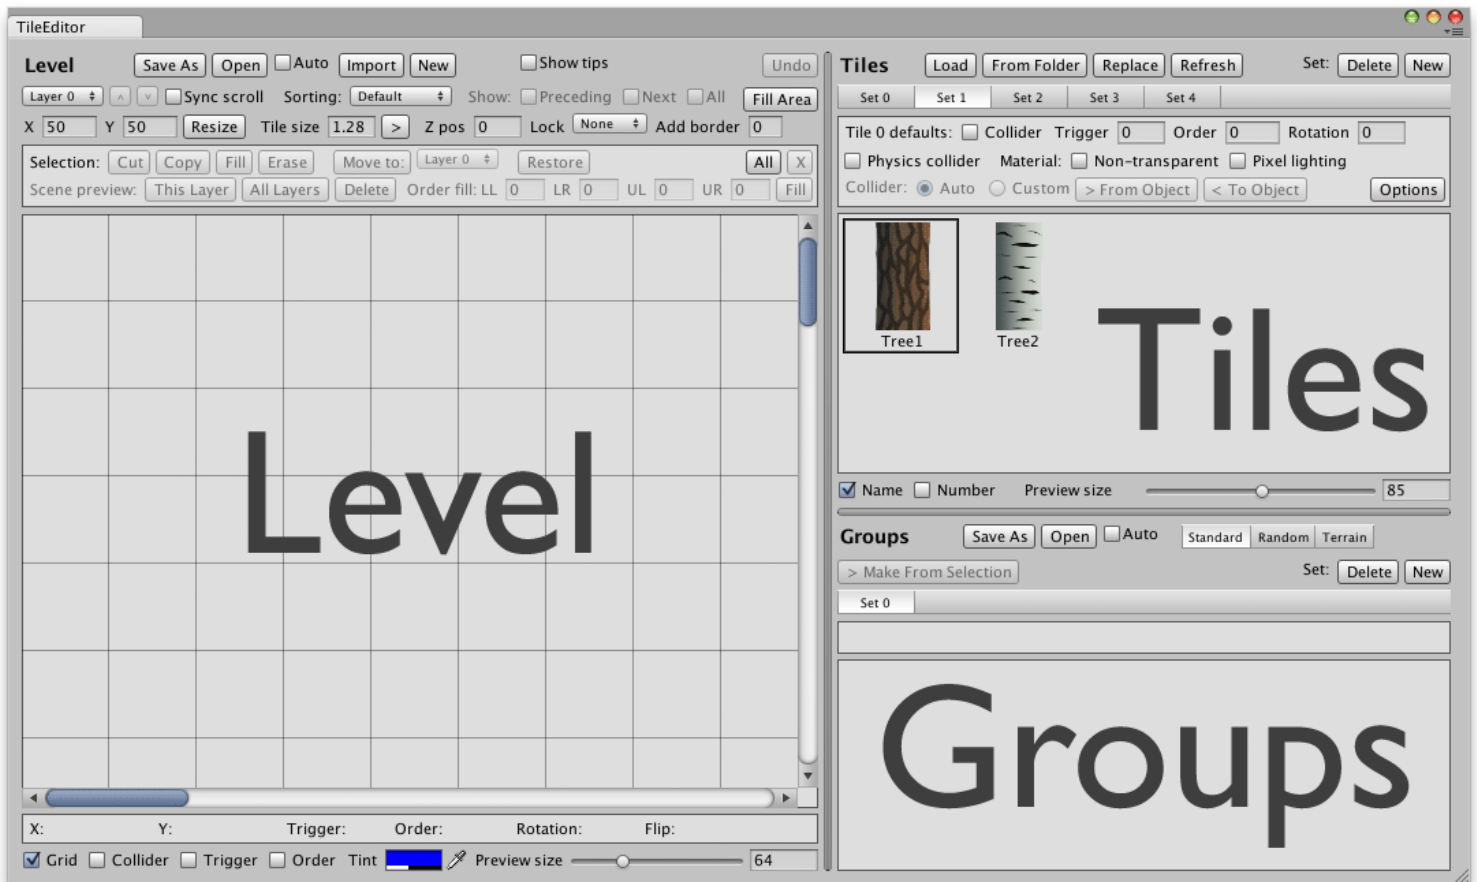 TileEditor
Level Save As Open Auto Import New Show tips Undo
Layer 0 ^ v Sync scroll Sorting: Default Show: Preceding Next All Fill Area
X 50 Y 50 Resize Tile size 1.28 > Z pos 0 Lock None Add border 0
Selection: Cut Copy Fill Erase Move to: Layer 0 Restore All X
Scene preview: This Layer All Layers Delete Order fill: LL 0 LR 0 UL 0 UR 0 Fill
Level
X: Y: Trigger: Order: Rotation: Flip:
Grid Collider Trigger Order Tint Preview size 64
Tiles Load From Folder Replace Refresh Set: Delete New
Set 0 Set 1 Set 2 Set 3 Set 4
Tile 0 defaults: Collider Trigger 0 Order 0 Rotation 0
Physics collider Material: Non-transparent Pixel lighting
Collider: Auto Custom > From Object < To Object Options
Tree1 Tree2
Tiles
Name Number Preview size 85
Groups Save As Open Auto Standard Random Terrain
> Make From Selection Set: Delete New
Set 0
Groups